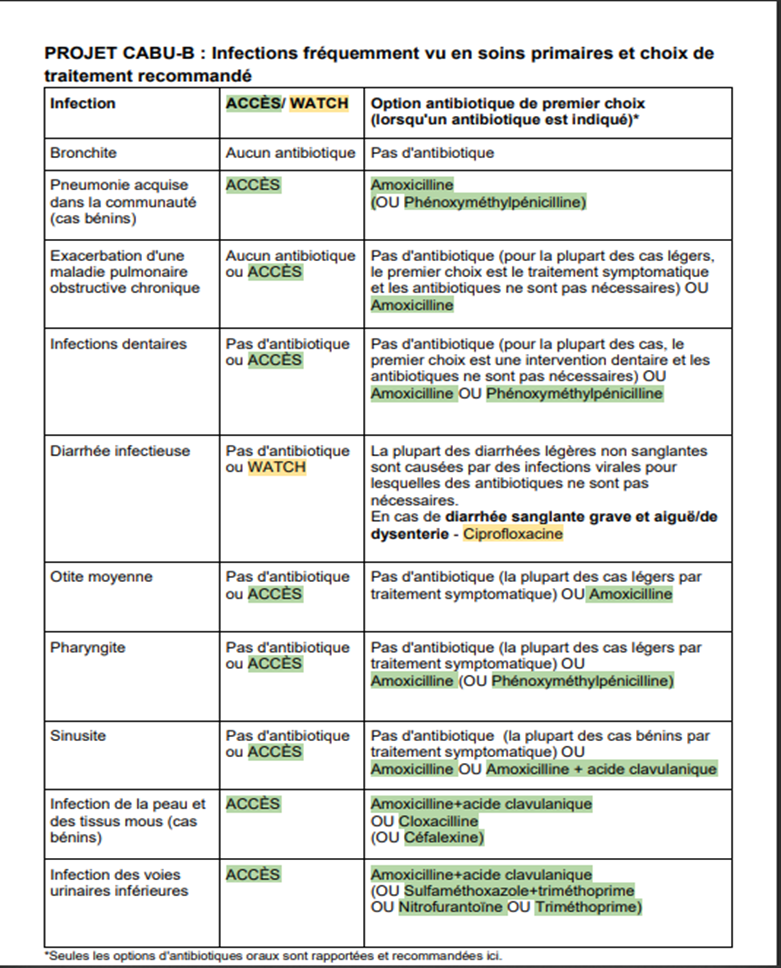 PROJET CABU-B : Infections fréquemment vu en soins primaires et choix de
traitement recommandé
Infection
ACCÈS/ WATCH
Option antibiotique de premier choix
(lorsqu'un antibiotique est indiqué)*
Bronchite
Aucun antibiotique
Pas d'antibiotique
Pneumonie acquise
dans la communauté
(cas bénins)
ACCÈS
Amoxicilline
(OU Phénoxyméthylpénicilline)
Exacerbation d'une
maladie pulmonaire
obstructive chronique
Aucun antibiotique
ou ACCÈS
Pas d'antibiotique (pour la plupart des cas légers,
le premier choix est le traitement symptomatique
et les antibiotiques ne sont pas nécessaires) OU
Amoxicilline
Infections dentaires
Pas d'antibiotique
ou ACCÈS
Pas d'antibiotique (pour la plupart des cas, le
premier choix est une intervention dentaire et les
antibiotiques ne sont pas nécessaires) OU
Amoxicilline OU Phénoxyméthylpénicilline
Diarrhée infectieuse
Pas d'antibiotique
ou WATCH
La plupart des diarrhées légères non sanglantes
sont causées par des infections virales pour
lesquelles des antibiotiques ne sont pas
nécessaires.
En cas de diarrhée sanglante grave et aiguë/de
dysenterie - Ciprofloxacine
Otite moyenne
Pas d'antibiotique
ou ACCÈS
Pas d'antibiotique (la plupart des cas légers par
traitement symptomatique) OU Amoxicilline
Pharyngite
Pas d'antibiotique
ou ACCÈS
Pas d'antibiotique (la plupart des cas légers par
traitement symptomatique) OU
Amoxicilline (OU Phénoxyméthylpénicilline)
Sinusite
Pas d'antibiotique
ou ACCÈS
Pas d'antibiotique (la plupart des cas bénins par
traitement symptomatique) OU
Amoxicilline OU Amoxicilline + acide clavulanique
Infection de la peau et
des tissus mous (cas
bénins)
ACCÈS
Amoxicilline+acide clavulanique
OU Cloxacilline
(OU Céfalexine)
Infection des voies
urinaires inférieures
ACCÈS
Amoxicilline+acide clavulanique
(OU Sulfaméthoxazole+triméthoprime
OU Nitrofurantoïne OU Triméthoprime)
*Seules les options d'antibiotiques oraux sont rapportées et recommandées ici.